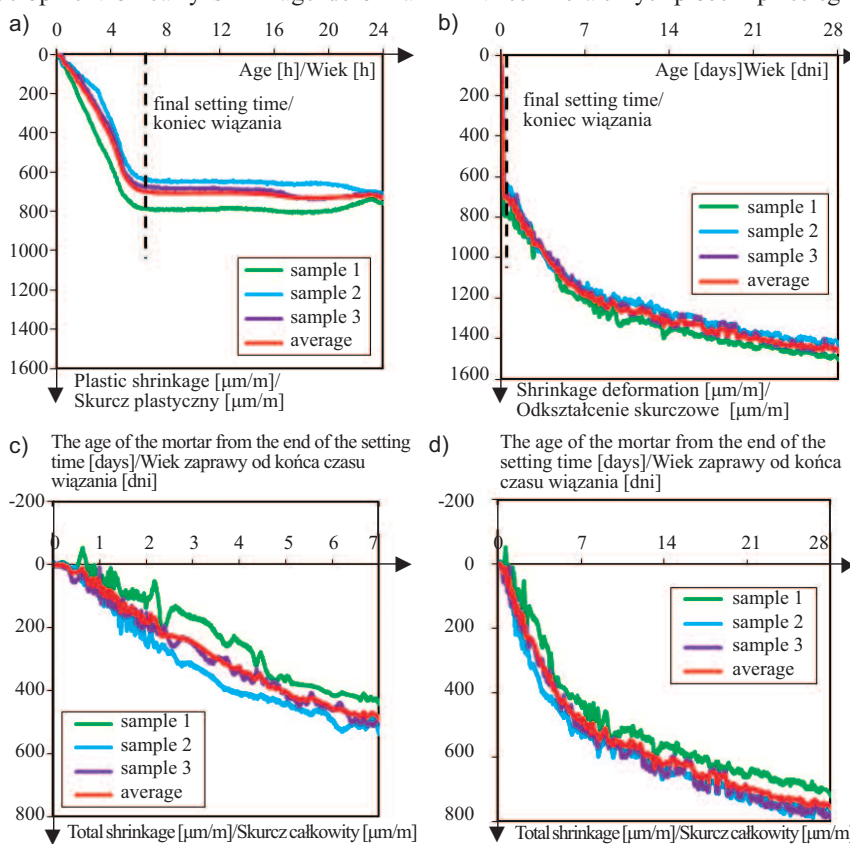 a)
0 4 8 12 16 20 24
Age [h]/Wiek [h]
0
200
400
600
800
1000
1200
1400
1600
final setting time/
koniec wiązania
sample 1
sample 2
sample 3
average
Plastic shrinkage [µm/m]/
Skurcz plastyczny [µm/m]
b)
0 7 14 21 28
Age [days]Wiek [dni]
0
200
400
600
800
1000
1200
1400
1600
final setting time/
koniec wiązania
sample 1
sample 2
sample 3
average
Shrinkage deformation [µm/m]/
Odkształcenie skurczowe [µm/m]
c)
The age of the mortar from the end of the setting
time [days]/Wiek zaprawy od końca czasu
wiązania [dni]
-200
0 1 2 3 4 5 6 7
0
200
400
600
800
sample 1
sample 2
sample 3
average
Total shrinkage [µm/m]/Skurcz całkowity [µm/m]
d)
The age of the mortar from the end of the
setting time [days]/Wiek zaprawy od końca
czasu wiązania [dni]
-200
0 7 14 21 28
0
200
400
600
800
sample 1
sample 2
sample 3
average
Total shrinkage [µm/m]/Skurcz całkowity [µm/m]